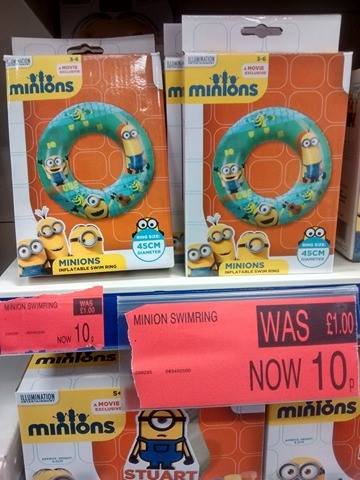 ILLUMINATION
3-6
A MOVIE EXCLUSIVE
minions
RING SIZE:
45CM
DIAMETER
MINIONS
INFLATABLE SWIM RING
ILLUMINATION
3-6
A MOVIE EXCLUSIVE
minions
RING SIZE:
45CM
DIAMETER
MINIONS
INFLATABLE SWIM RING
MINION SWIMRING
WAS
£1.00
NOW 10p
MINION SWIMRING
WAS £1.00
NOW 10p
minions
ILLUMINATION
5+
A MOVIE
EXCLUSIVE
minions
STUART
minions